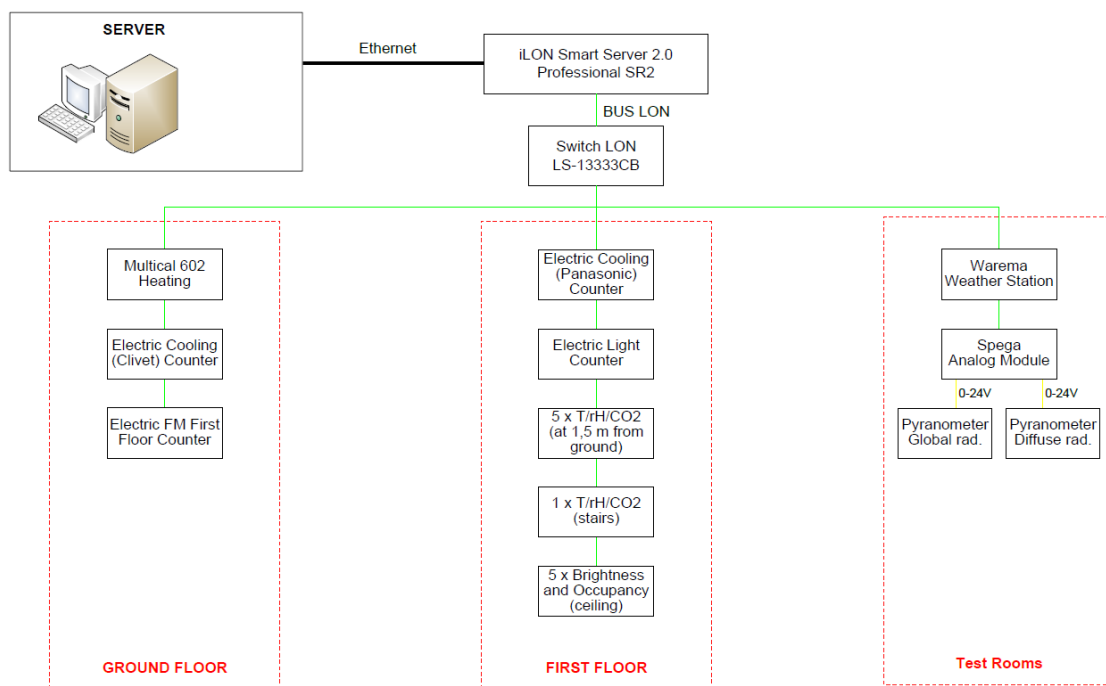 SERVER
Ethernet
iLON Smart Server 2.0
Professional SR2
BUS LON
Switch LON
LS-13333CB
Multical 602
Heating
Electric Cooling
(Clivet) Counter
Electric FM First
Floor Counter
GROUND FLOOR
Electric Cooling
(Panasonic)
Counter
Electric Light
Counter
5 x T/rH/CO2
(at 1,5 m from
ground)
1 x T/rH/CO2
(stairs)
5 x Brightness
and Occupancy
(ceiling)
FIRST FLOOR
Warema
Weather Station
Spega
Analog Module
0-24V
0-24V
Pyranometer
Global rad.
Pyranometer
Diffuse rad.
Test Rooms